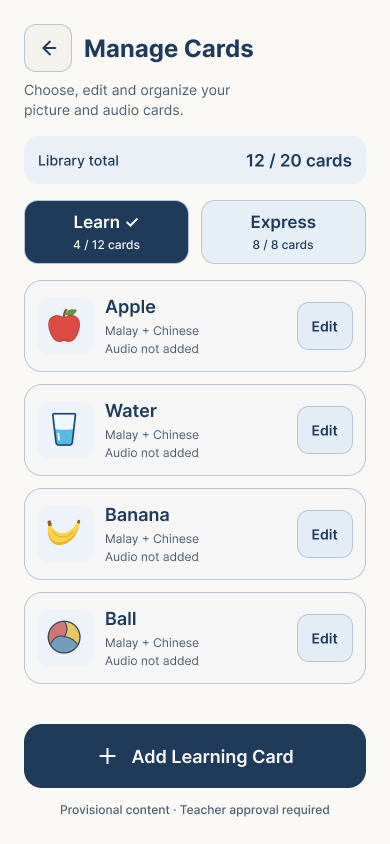 Manage Cards
Choose, edit and organize your
picture and audio cards.
Library total
12 / 20 cards
Learn ✓
4 / 12 cards
Express
8 / 8 cards
Apple
Malay + Chinese
Audio not added
Edit
Water
Malay + Chinese
Audio not added
Edit
Banana
Malay + Chinese
Audio not added
Edit
Ball
Malay + Chinese
Audio not added
Edit
+ Add Learning Card
Provisional content · Teacher approval required